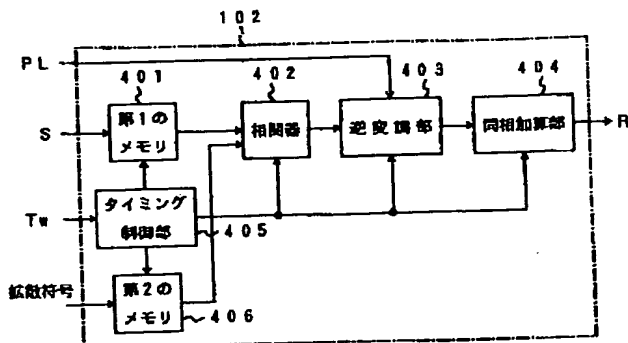 102
PL
401
402
403
404
S
第1の
メモリ
相関器
逆変調部
同相加算部
R
Tw
タイミング
制御部
405
拡散符号
第2の
メモリ
406